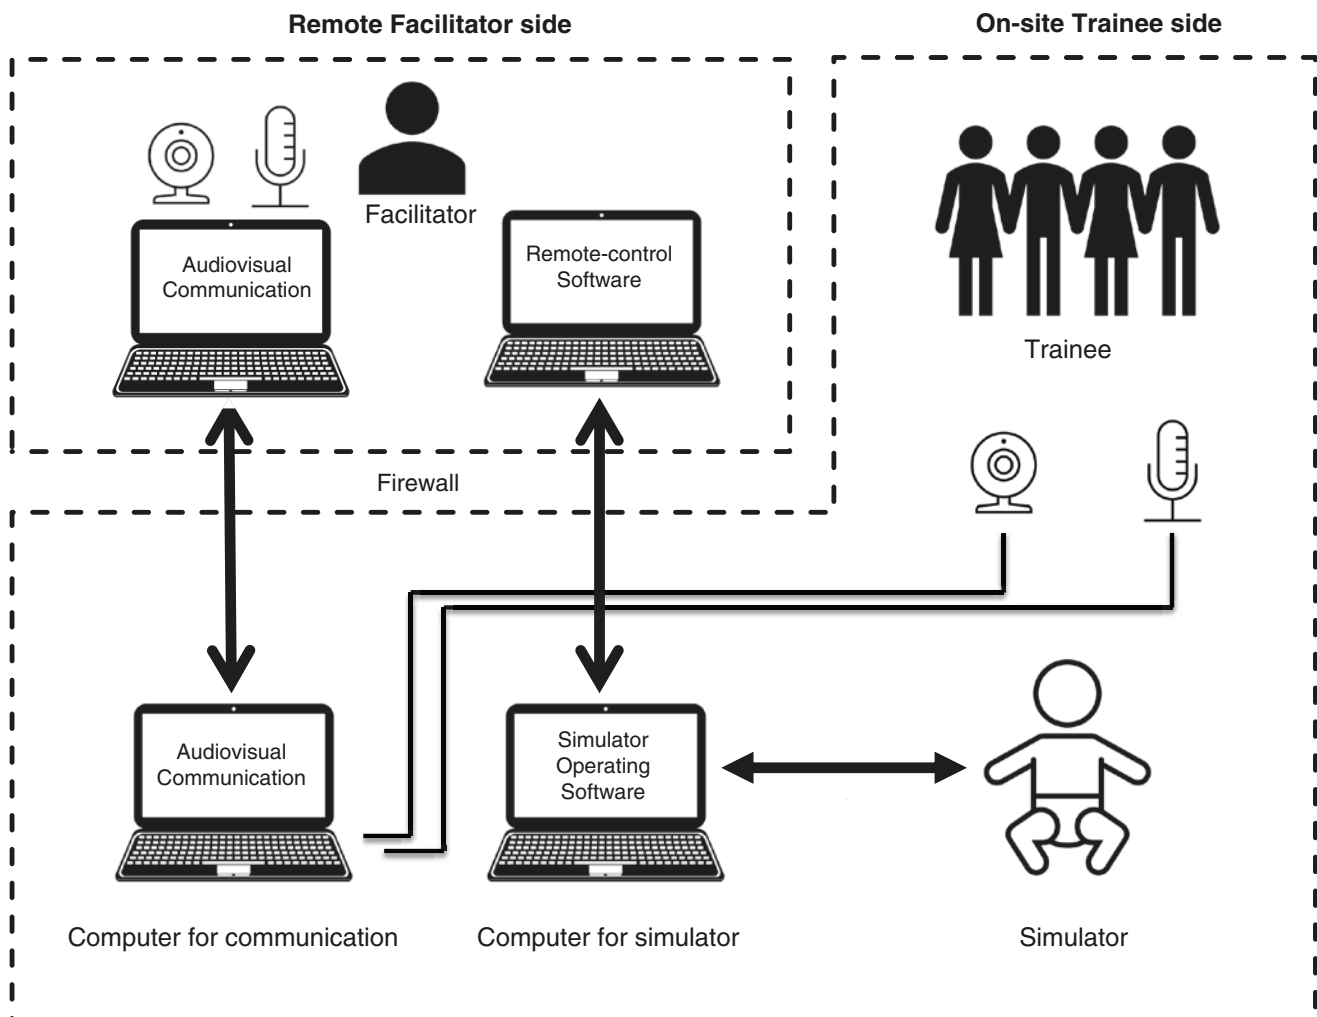 Remote Facilitator side
On-site Trainee side
Facilitator
Audiovisual
Communication
Remote-control
Software
Trainee
Firewall
Audiovisual
Communication
Simulator
Operating
Software
Computer for communication
Computer for simulator
Simulator